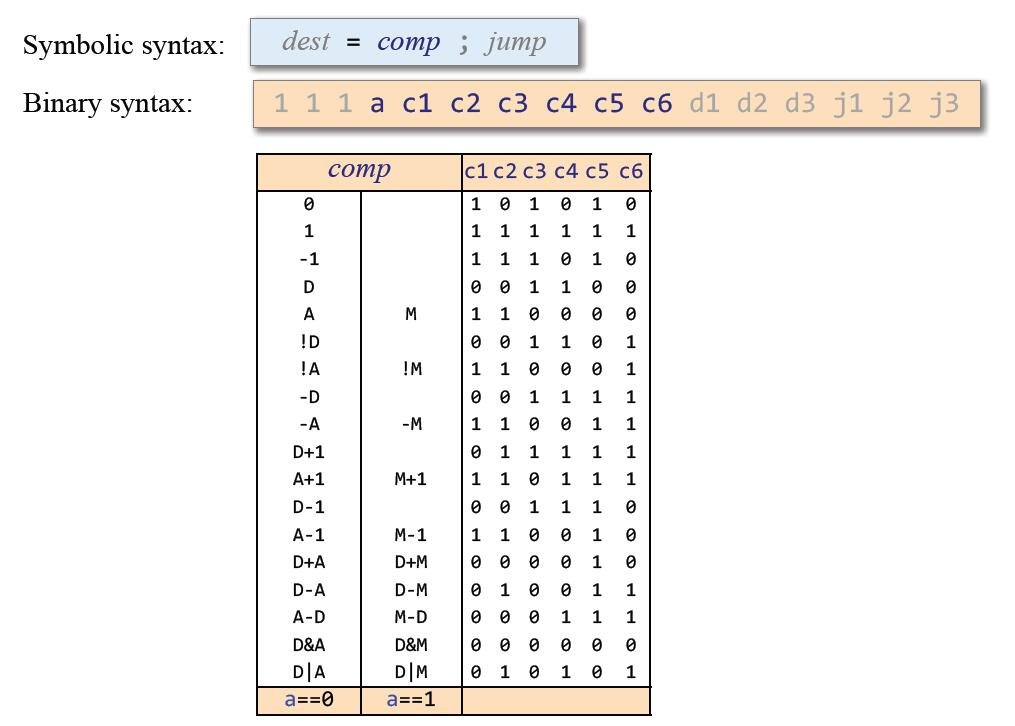 Symbolic syntax: dest = comp ; jump
Binary syntax: 1 1 1 a c1 c2 c3 c4 c5 c6 d1 d2 d3 j1 j2 j3
comp c1 c2 c3 c4 c5 c6
0 1 0 1 0 1 0
1 1 1 1 1 1 1
-1 1 1 1 0 1 0
D 0 0 1 1 0 0
A M 1 1 0 0 0 0
!D 0 0 1 1 0 1
!A !M 1 1 0 0 0 1
-D 0 0 1 1 1 1
-A -M 1 1 0 0 1 1
D+1 0 1 1 1 1 1
A+1 M+1 1 1 0 1 1 1
D-1 0 0 1 1 1 0
A-1 M-1 1 1 0 0 1 0
D+A D+M 0 0 0 0 1 0
D-A D-M 0 1 0 0 1 1
A-D M-D 0 0 0 1 1 1
D&A D&M 0 0 0 0 0 0
D|A D|M 0 1 0 1 0 1
a==0 a==1